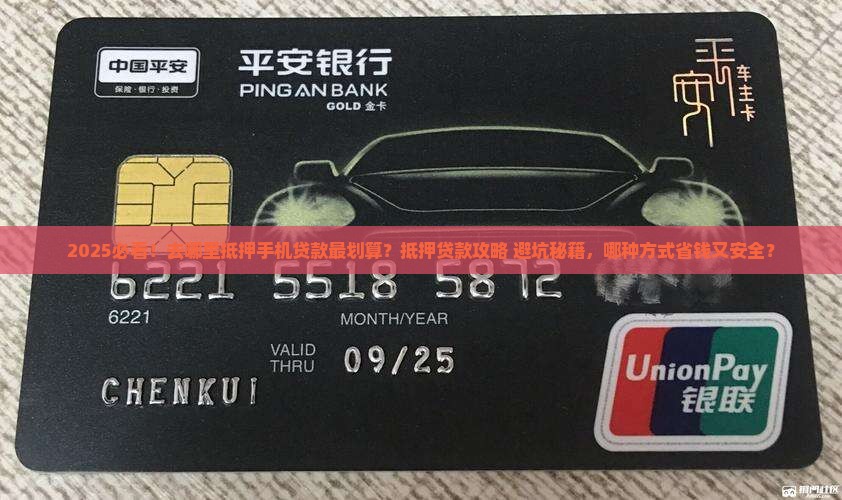 中国平安
保险·银行·投资
平安银行
PING AN BANK
GOLD 金卡
平安
车主卡
2025必看！去哪里抵押手机贷款最划算？抵押贷款攻略 避坑秘籍，哪种方式省钱又安全？
6221 5518 5872
6221
MONTH/YEAR
VALID
THRU
09/25
CHENKUI
UnionPay
银联